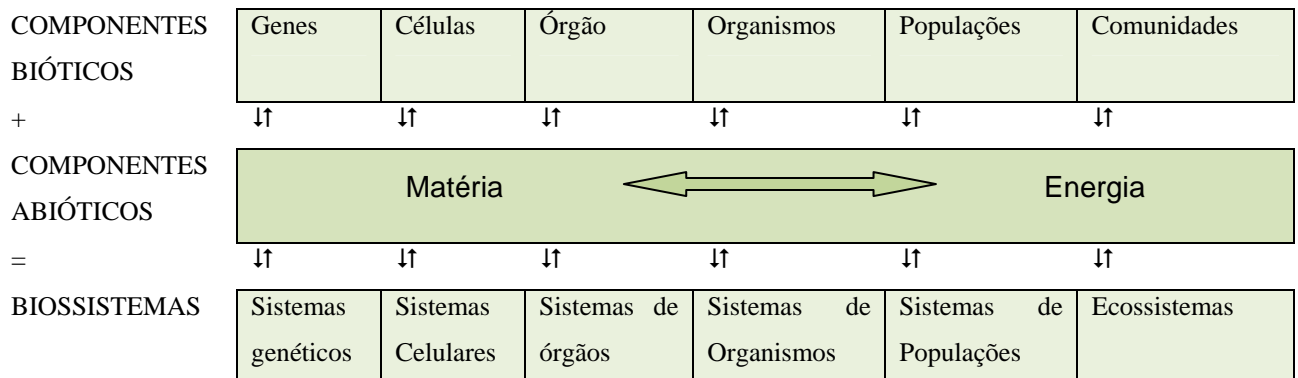 COMPONENTES BIÓTICOS Genes Células Órgão Organismos Populações Comunidades
+ ↓↑ ↓↑ ↓↑ ↓↑ ↓↑ ↓↑
COMPONENTES ABIÓTICOS Matéria Energia
= ↓↑ ↓↑ ↓↑ ↓↑ ↓↑ ↓↑
BIOSSISTEMAS Sistemas genéticos Sistemas Celulares Sistemas de órgãos Sistemas de Organismos Sistemas de Populações Ecossistemas